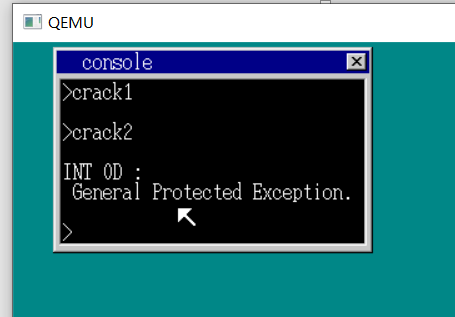 QEMU
console
>crack1
>crack2
INT 0D :
General Protected Exception.
>